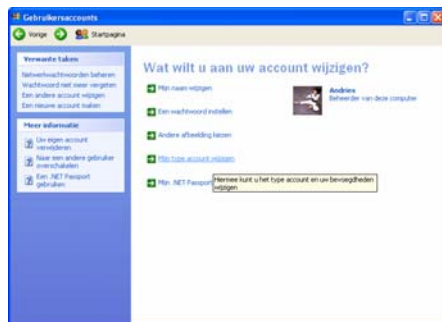 Gebruikersaccounts
Vorige
Startpagina
Verwante taken
Netwerkwachtwoorden beheren
Wachtwoord niet meer vergeten
Een andere account wijzigen
Een nieuwe account maken
Meer informatie
Uw eigen account
verwijderen
Naar een andere gebruiker
overschakelen
Een .NET Passport
gebruiken
Wat wilt u aan uw account wijzigen?
Mijn naam wijzigen
Een wachtwoord instellen
Andere afbeelding kiezen
Mijn type account wijzigen
Mijn .NET Passport
Hiermee kunt u het type account en uw bevoegdheden
wijzigen
Andries
Beheerder van deze computer